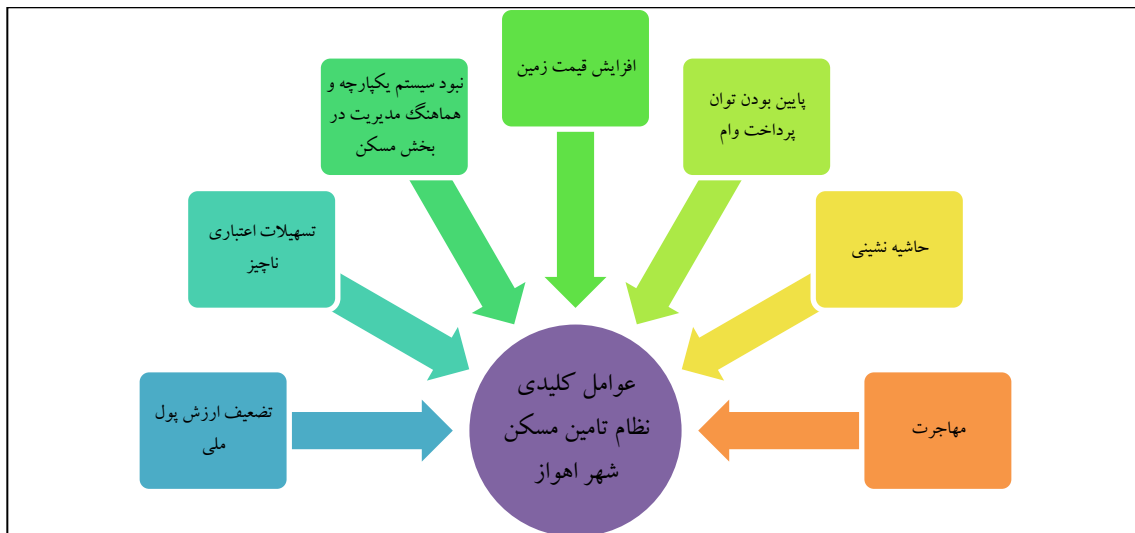 افزایش قیمت زمین
پایین بودن توان
پرداخت وام
نبود سیستم یکپارچه و
هماهنگ مدیریت در
بخش مسکن
حاشیه نشینی
تسهیلات اعتباری
ناچیز
مهاجرت
تضعیف ارزش پول
ملی
عوامل کلیدی
نظام تامین مسکن
شهر اهواز